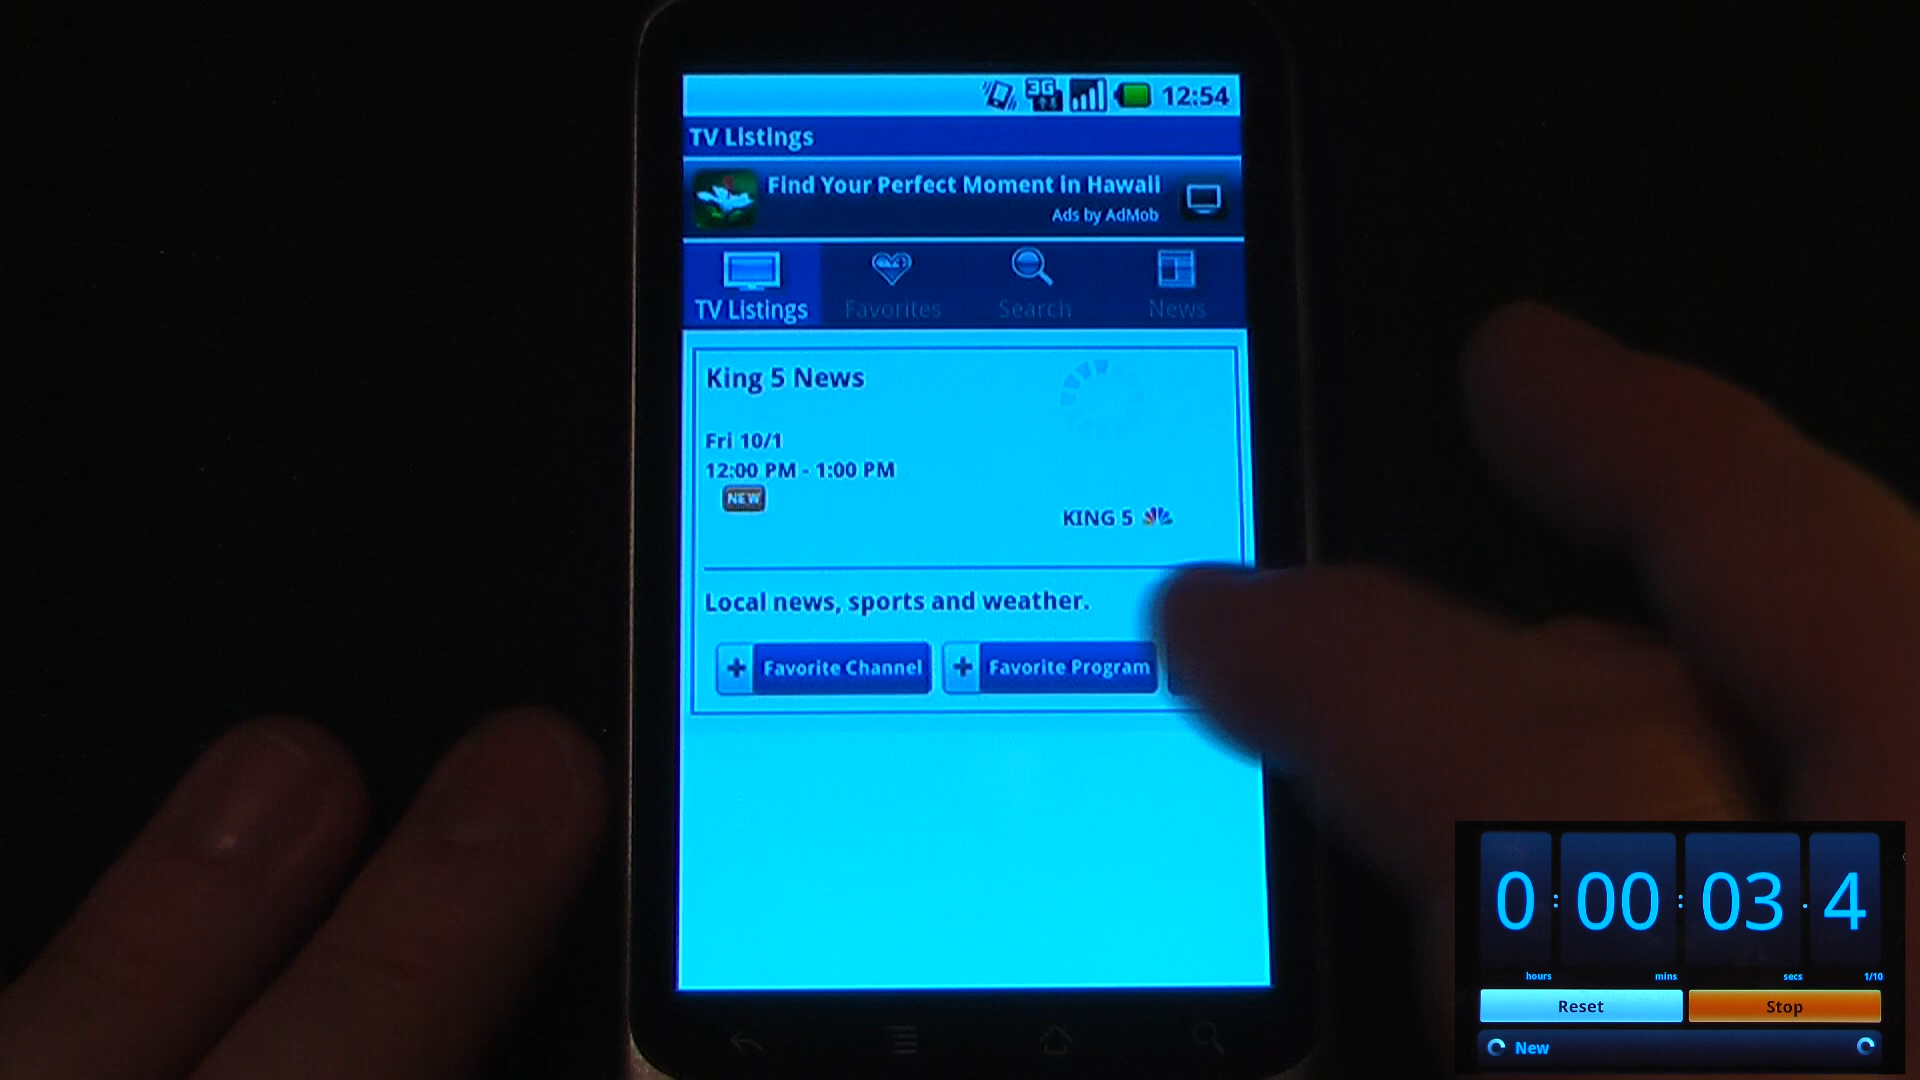 3G 12:54
TV Listings
Find Your Perfect Moment in Hawaii
Ads by AdMob
TV Listings Favorites Search News
King 5 News
Fri 10/1
12:00 PM - 1:00 PM
NEW
KING 5
Local news, sports and weather.
+ Favorite Channel + Favorite Program
0 : 00 : 03 . 4
hours mins secs 1/10
Reset Stop
New